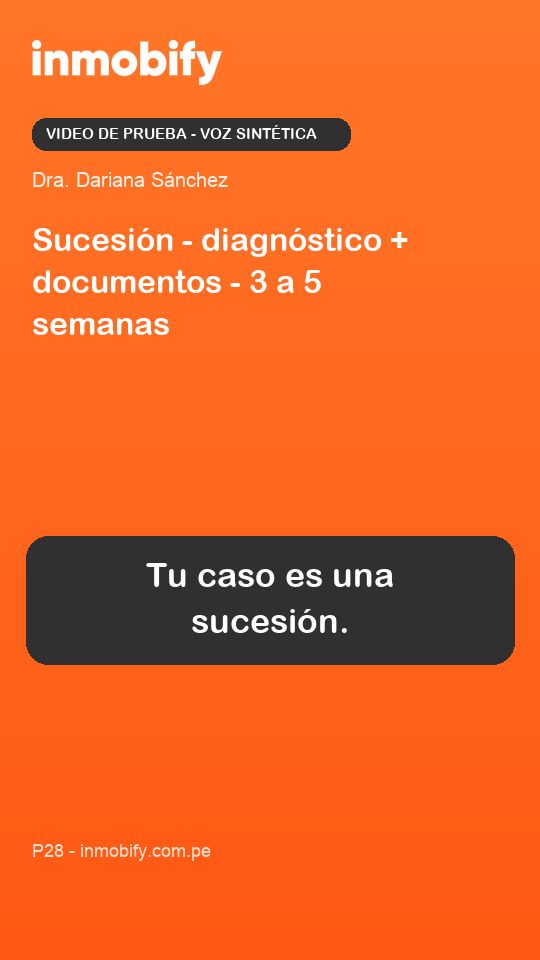 inmobify
VIDEO DE PRUEBA - VOZ SINTÉTICA
Dra. Dariana Sánchez
Sucesión - diagnóstico +
documentos - 3 a 5
semanas
Tu caso es una
sucesión.
P28 - inmobify.com.pe